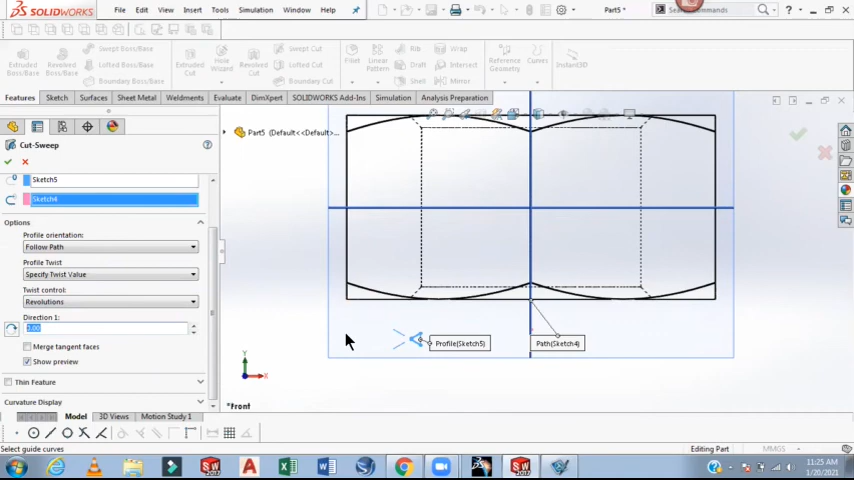 SOLIDWORKS
File Edit View Insert Tools Simulation Window Help
Part5 *
Search Commands
Extruded Boss/Base
Revolved Boss/Base
Swept Boss/Base
Lofted Boss/Base
Boundary Boss/Base
Extruded Cut
Hole Wizard
Revolved Cut
Swept Cut
Lofted Cut
Boundary Cut
Fillet
Linear Pattern
Rib
Draft
Shell
Wrap
Intersect
Mirror
Reference Geometry
Curves
Instant3D
Features Sketch Surfaces Sheet Metal Weldments Evaluate DimXpert SOLIDWORKS Add-Ins Simulation Analysis Preparation
Part5 (Default<<Default>...
Cut-Sweep
Sketch5
Sketch4
Options
Profile orientation:
Follow Path
Profile Twist
Specify Twist Value
Twist control:
Revolutions
Direction 1:
Merge tangent faces
Show preview
Thin Feature
Curvature Display
Profile(Sketch5)
Path(Sketch4)
Y
X
*Front
Model 3D Views Motion Study 1
Select guide curves
Editing Part
MMGS
11:25 AM
1/20/2021